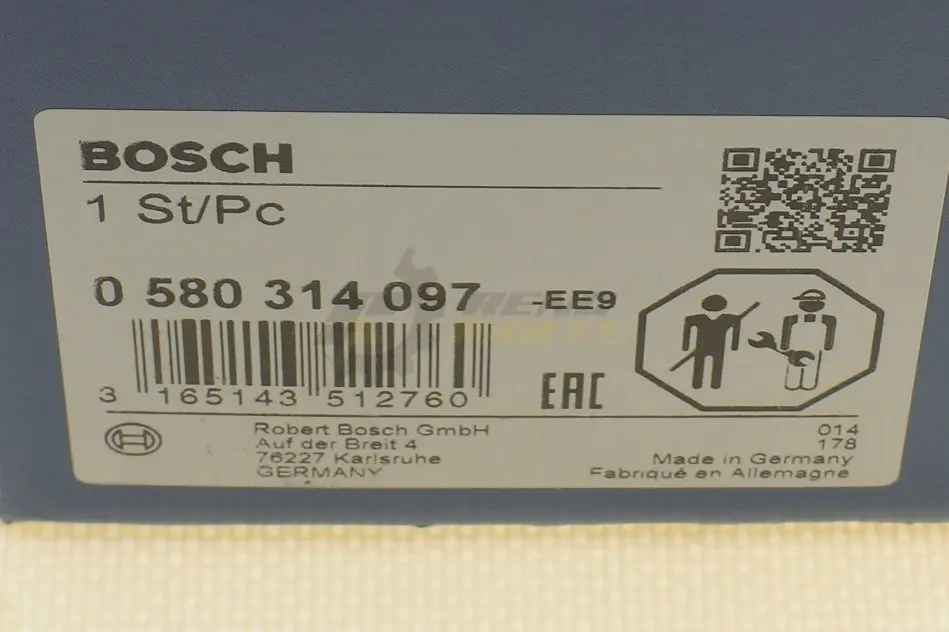 BOSCH
1 St/Pc
0 580 314 097 -EE9
3 165143 512760
EAC
Robert Bosch GmbH
Auf der Breit 4
76227 Karlsruhe
GERMANY
014
178
Made in Germany
Fabriqué en Allemagne